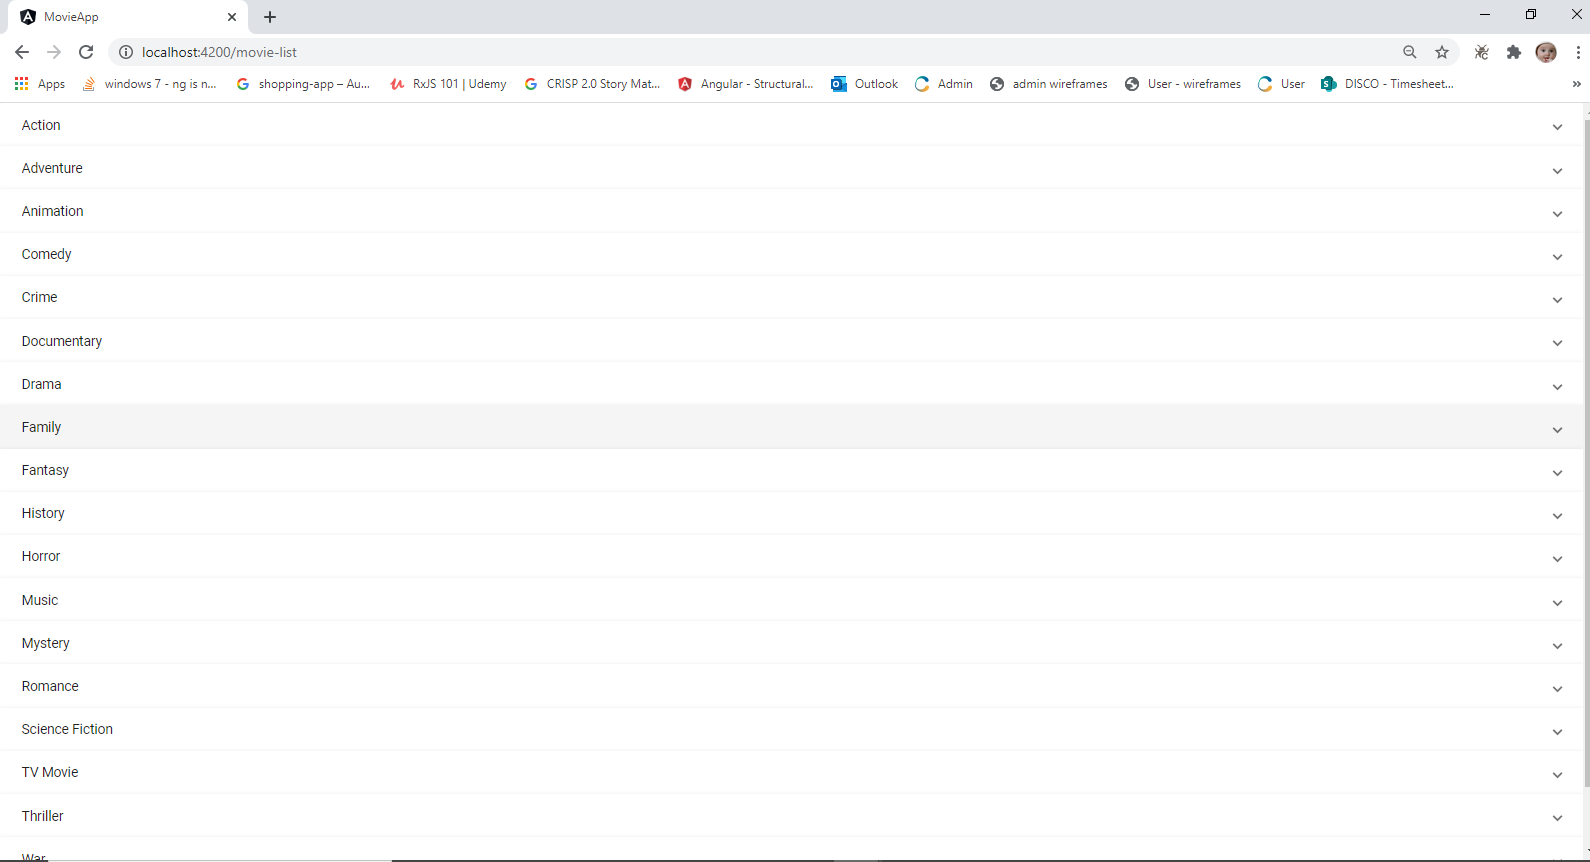 MovieApp
localhost:4200/movie-list
Apps windows 7 - ng is n... shopping-app – Au... RxJS 101 | Udemy CRISP 2.0 Story Mat... Angular - Structural... Outlook Admin admin wireframes User - wireframes User DISCO - Timesheet... »
Action
Adventure
Animation
Comedy
Crime
Documentary
Drama
Family
Fantasy
History
Horror
Music
Mystery
Romance
Science Fiction
TV Movie
Thriller
War